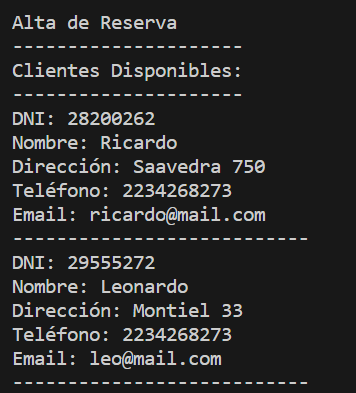 Alta de Reserva
---------------------
Clientes Disponibles:
---------------------
DNI: 28200262
Nombre: Ricardo
Dirección: Saavedra 750
Teléfono: 2234268273
Email: ricardo@mail.com
---------------------------
DNI: 29555272
Nombre: Leonardo
Dirección: Montiel 33
Teléfono: 2234268273
Email: leo@mail.com
---------------------------